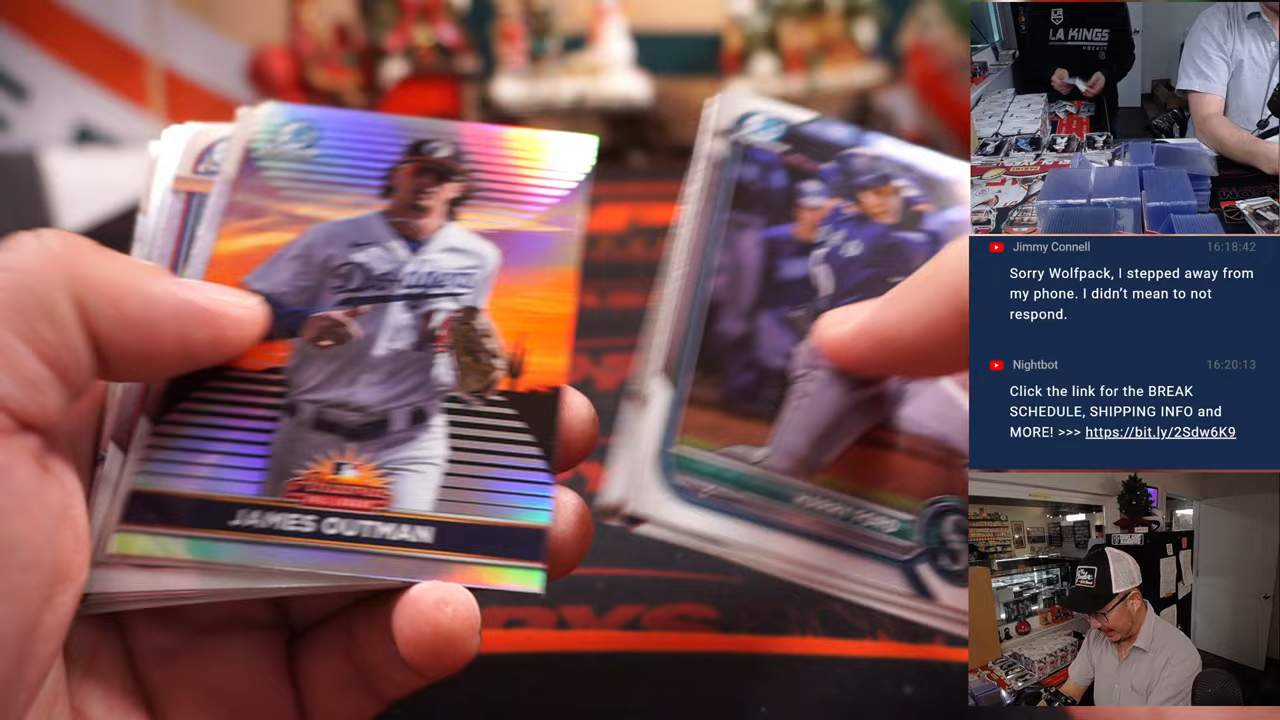 Dodgers
JAMES OUTMAN
LA KINGS
HOCKEY
Jimmy Connell
16:18:42
Sorry Wolfpack, I stepped away from
my phone. I didn’t mean to not
respond.
Nightbot
16:20:13
Click the link for the BREAK
SCHEDULE, SHIPPING INFO and
MORE! >>> https://bit.ly/2Sdw6K9